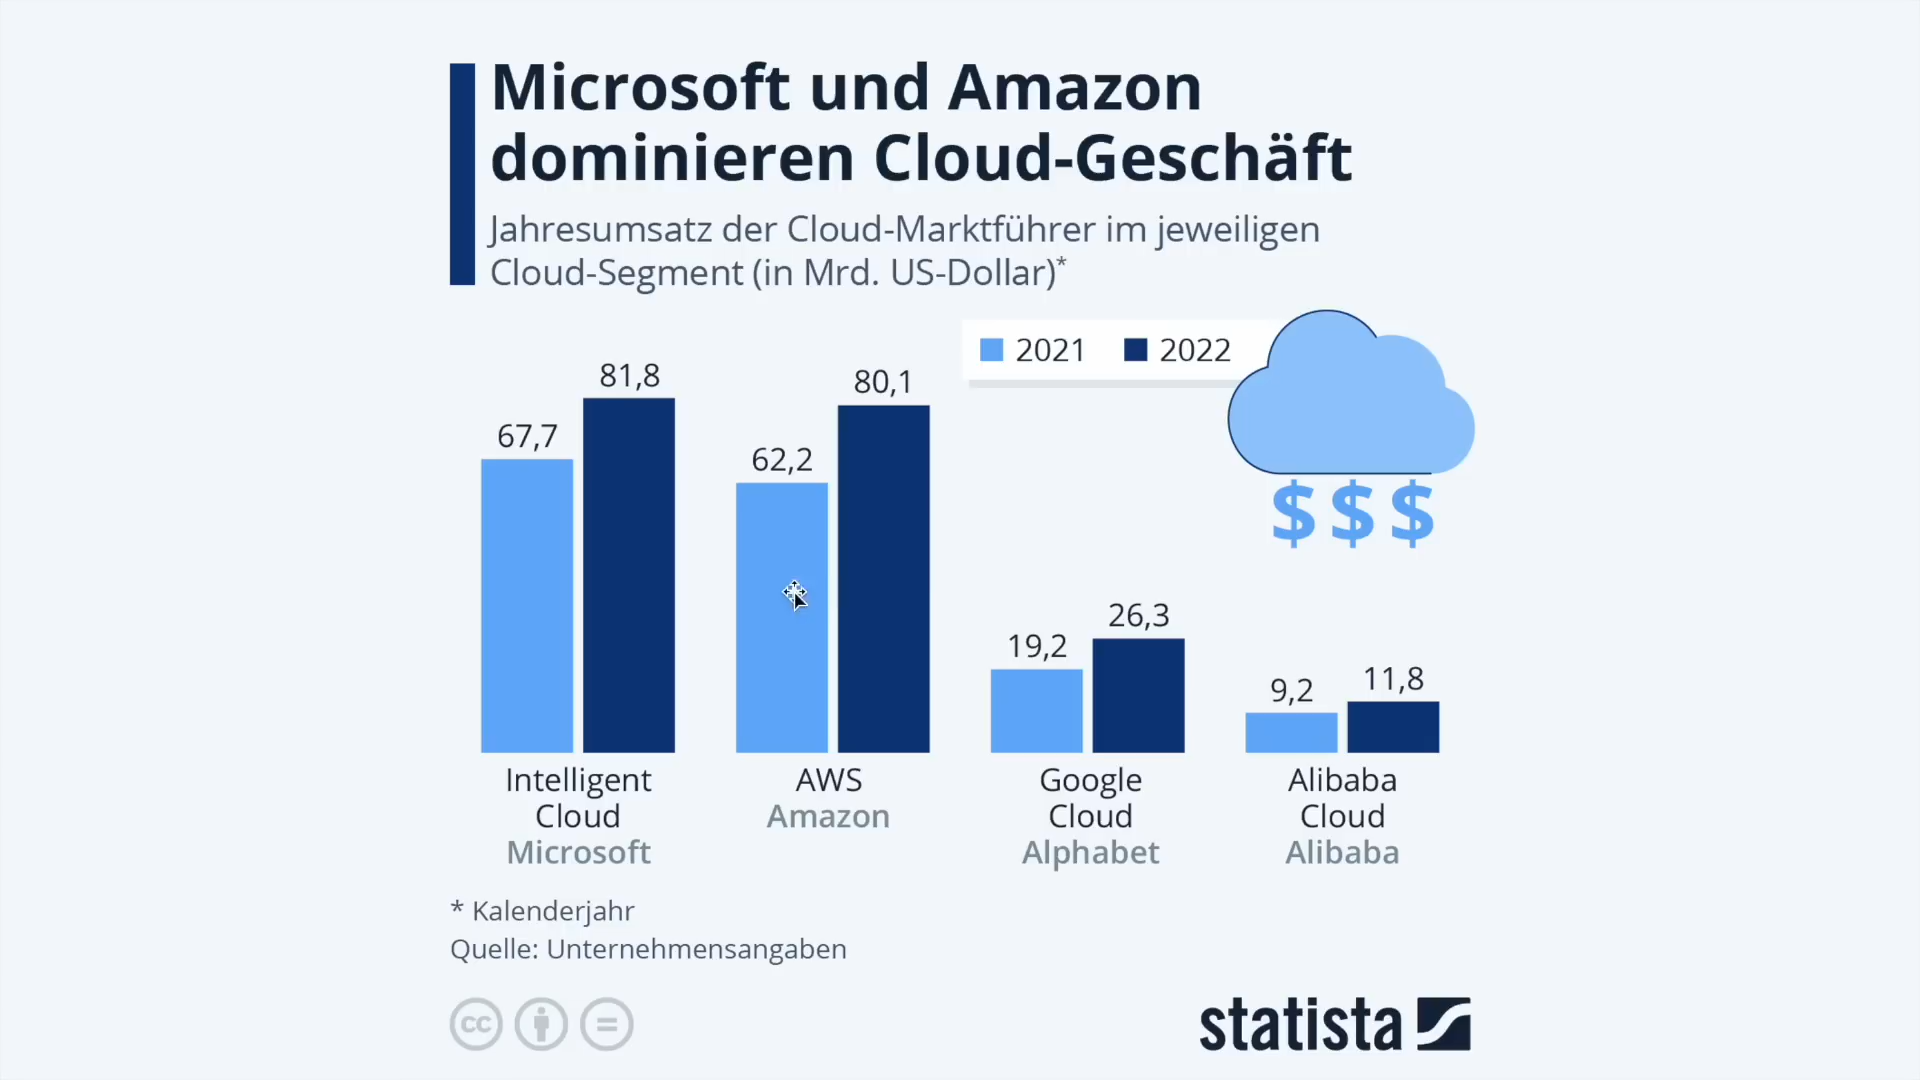 Microsoft und Amazon
dominieren Cloud-Geschäft
Jahresumsatz der Cloud-Marktführer im jeweiligen
Cloud-Segment (in Mrd. US-Dollar)*
2021 2022
67,7 81,8
62,2 80,1
19,2 26,3
9,2 11,8
Intelligent
Cloud
Microsoft
AWS
Amazon
Google
Cloud
Alphabet
Alibaba
Cloud
Alibaba
$ $ $
* Kalenderjahr
Quelle: Unternehmensangaben
cc
statista